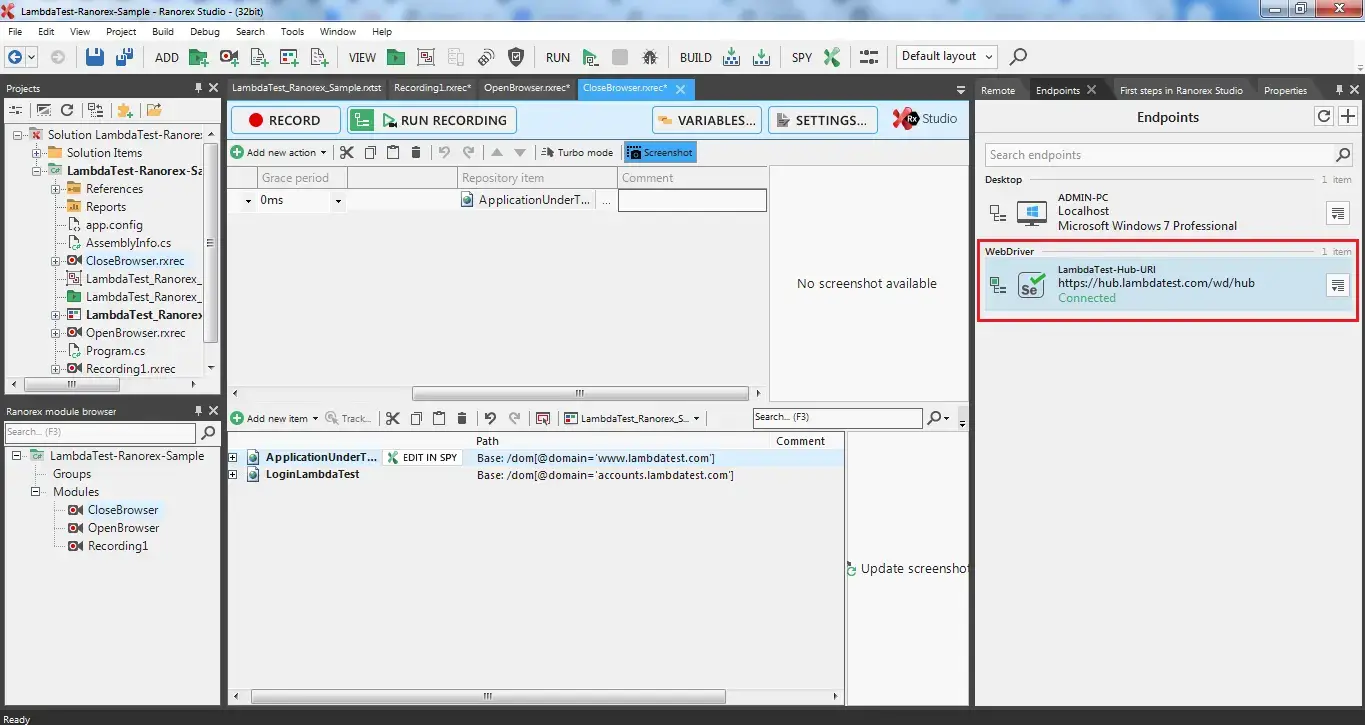 LambdaTest-Ranorex-Sample - Ranorex Studio - (32bit)
File Edit View Project Build Debug Search Tools Window Help
ADD VIEW RUN BUILD SPY Default layout
Projects
Solution LambdaTest-Ranore:
Solution Items
LambdaTest-Ranorex-Sa
References
Reports
app.config
AssemblyInfo.cs
CloseBrowser.rxrec
LambdaTest_Ranorex_
LambdaTest_Ranorex_
LambdaTest_Ranorex
OpenBrowser.rxrec
Program.cs
Recording1.rxrec
Ranorex module browser
Search... (F3)
LambdaTest-Ranorex-Sample
Groups
Modules
CloseBrowser
OpenBrowser
Recording1
LambdaTest_Ranorex_Sample.rxtst Recording1.rxrec* OpenBrowser.rxrec* CloseBrowser.rxrec*
RECORD RUN RECORDING VARIABLES... SETTINGS... Rx Studio
Add new action Turbo mode Screenshot
Grace period Repository item Comment
0ms ApplicationUnderT... ...
No screenshot available
Add new item Track... LambdaTest_Ranorex_S... Search... (F3)
Path Comment
ApplicationUnderT... EDIT IN SPY Base: /dom[@domain='www.lambdatest.com']
LoginLambdaTest Base: /dom[@domain='accounts.lambdatest.com']
Update screenshot
Remote Endpoints First steps in Ranorex Studio Properties
Endpoints
Search endpoints
Desktop 1 item
ADMIN-PC
Localhost
Microsoft Windows 7 Professional
WebDriver 1 item
Se
LambdaTest-Hub-URI
https://hub.lambdatest.com/wd/hub
Connected
Ready